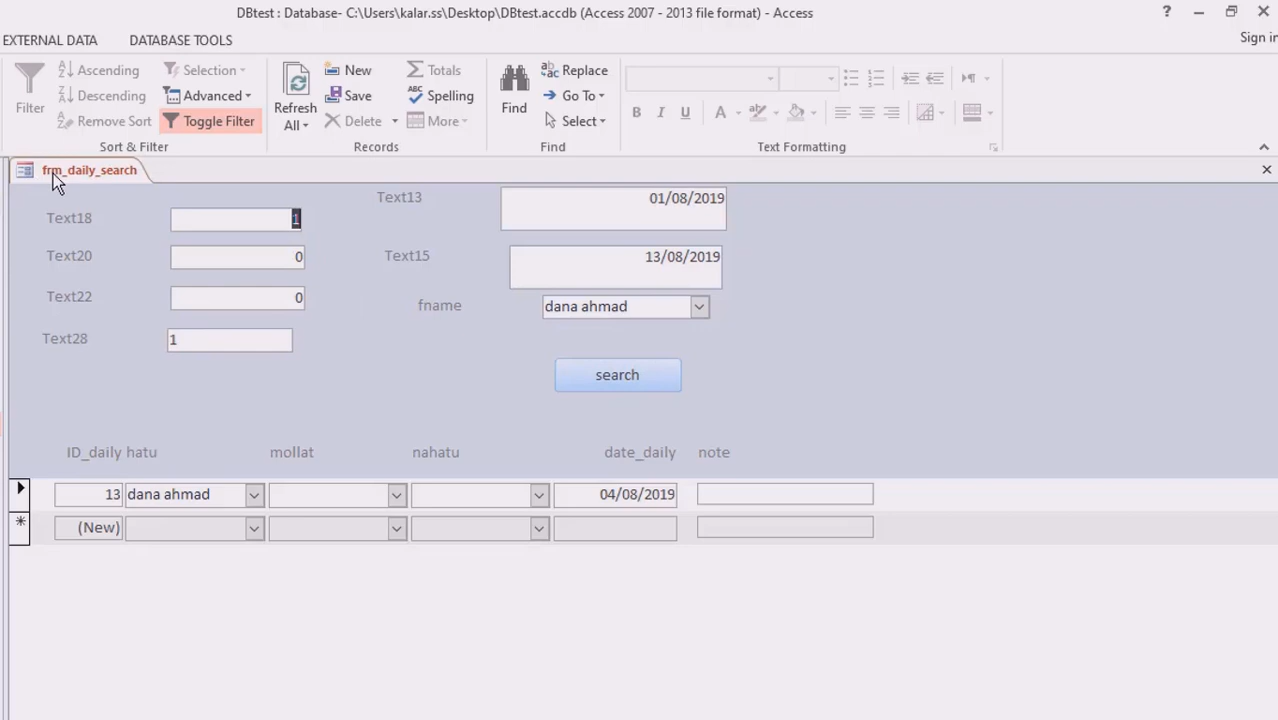 DBtest : Database- C:\Users\kalar.ss\Desktop\DBtest.accdb (Access 2007 - 2013 file format) - Access
?
EXTERNAL DATA DATABASE TOOLS
Sign in
Filter
Ascending
Descending
Remove Sort
Selection
Advanced
Toggle Filter
Sort & Filter
Refresh
All
New
Save
Delete
Totals
Spelling
More
Records
Find
Replace
Go To
Select
Find
B I U A
Text Formatting
frm_daily_search
Text18 1
Text13 01/08/2019
Text20 0
Text15 13/08/2019
Text22 0
fname dana ahmad
Text28 1
search
ID_daily hatu mollat nahatu date_daily note
13 dana ahmad 04/08/2019
(New)